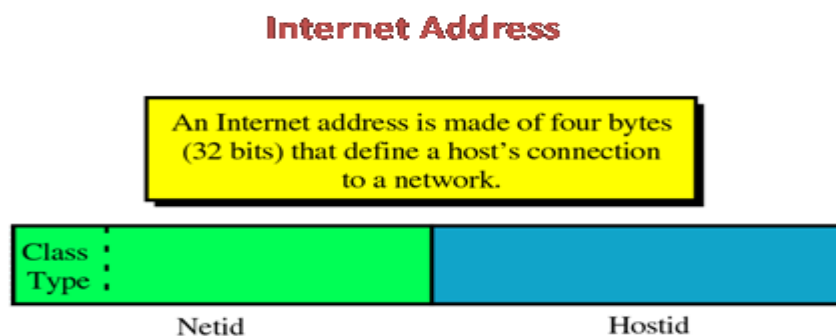 Internet Address
An Internet address is made of four bytes
(32 bits) that define a host's connection
to a network.
Class
Type
Netid
Hostid